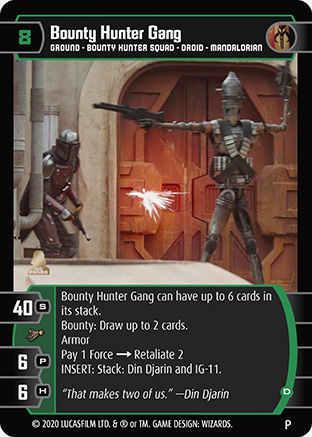 8
Bounty Hunter Gang
GROUND • BOUNTY HUNTER SQUAD • DROID • MANDALORIAN
40 S
6 P
6 H
Bounty Hunter Gang can have up to 6 cards in
its stack.
Bounty: Draw up to 2 cards.
Armor
Pay 1 Force → Retaliate 2
INSERT: Stack: Din Djarin and IG-11.
“That makes two of us.” —Din Djarin
D
© 2020 LUCASFILM LTD. & ® or TM. GAME DESIGN: WIZARDS.
P